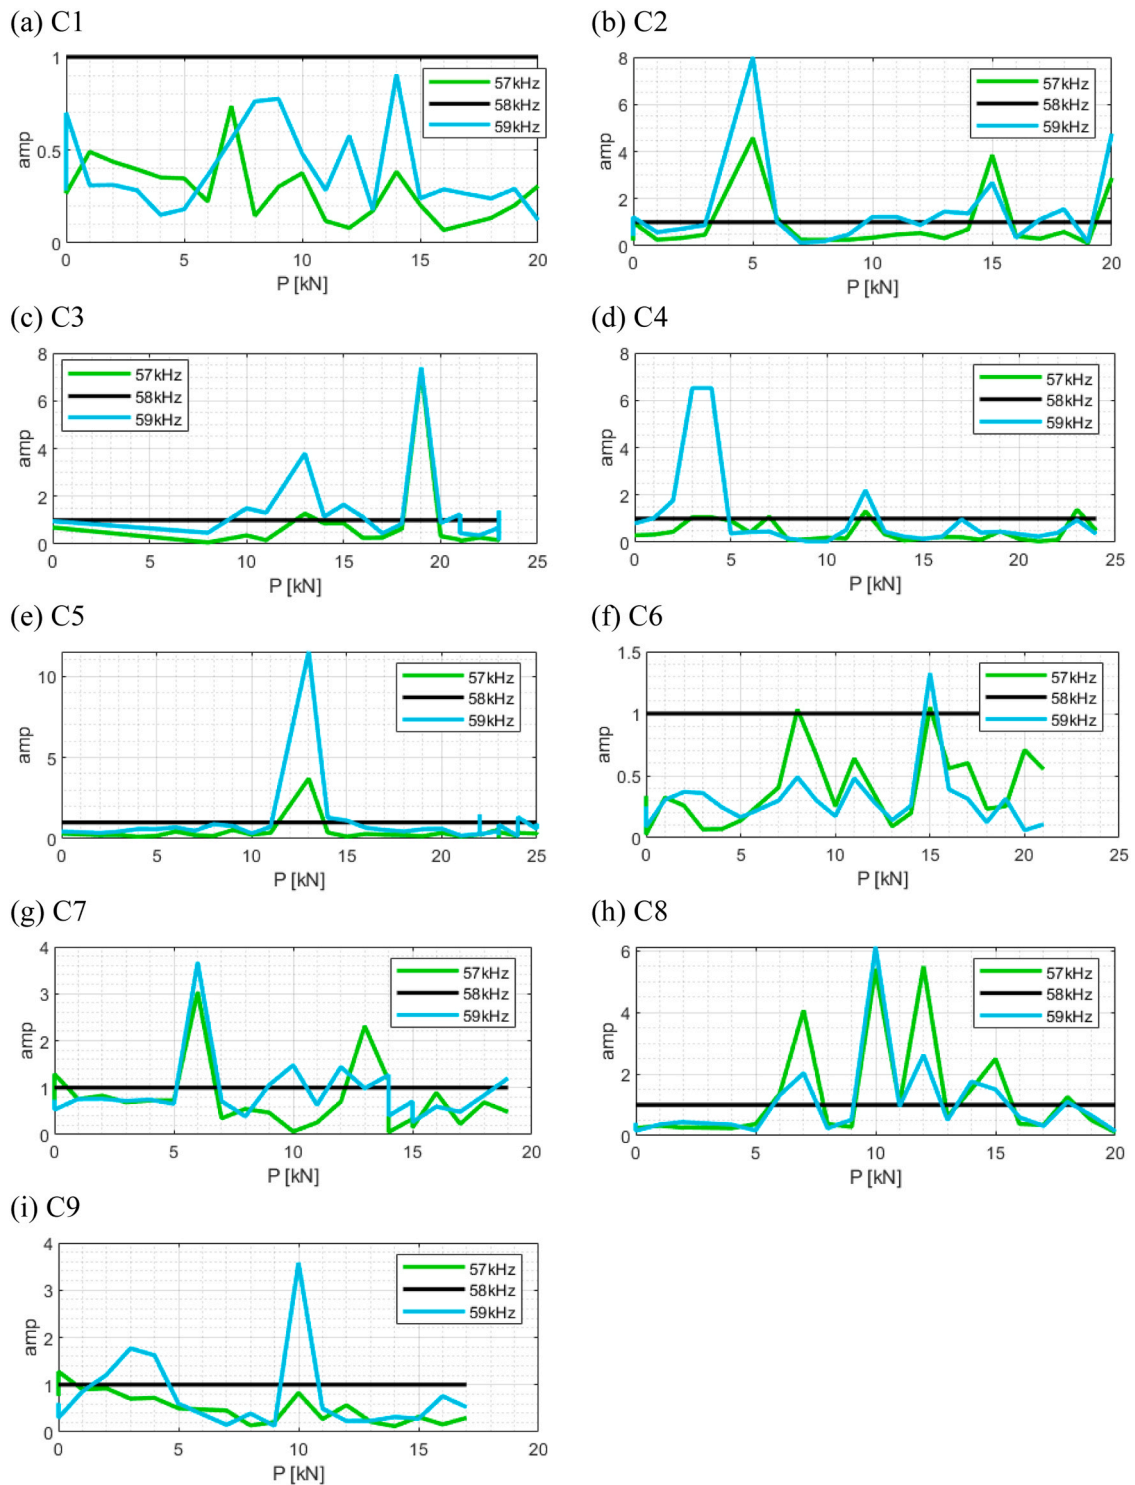 (a) C1
(b) C2
1
0.5
0
amp
0 5 10 15 20
P [kN]
57kHz
58kHz
59kHz
8
6
4
2
0
amp
0 5 10 15 20
P [kN]
57kHz
58kHz
59kHz
(c) C3
(d) C4
8
6
4
2
0
amp
0 5 10 15 20 25
P [kN]
57kHz
58kHz
59kHz
8
6
4
2
0
amp
0 5 10 15 20 25
P [kN]
57kHz
58kHz
59kHz
(e) C5
(f) C6
10
5
0
amp
0 5 10 15 20 25
P [kN]
57kHz
58kHz
59kHz
1.5
1
0.5
0
amp
0 5 10 15 20 25
P [kN]
57kHz
58kHz
59kHz
(g) C7
(h) C8
4
3
2
1
0
amp
0 5 10 15 20
P [kN]
57kHz
58kHz
59kHz
6
4
2
0
amp
0 5 10 15 20
P [kN]
57kHz
58kHz
59kHz
(i) C9
4
3
2
1
0
amp
0 5 10 15 20
P [kN]
57kHz
58kHz
59kHz